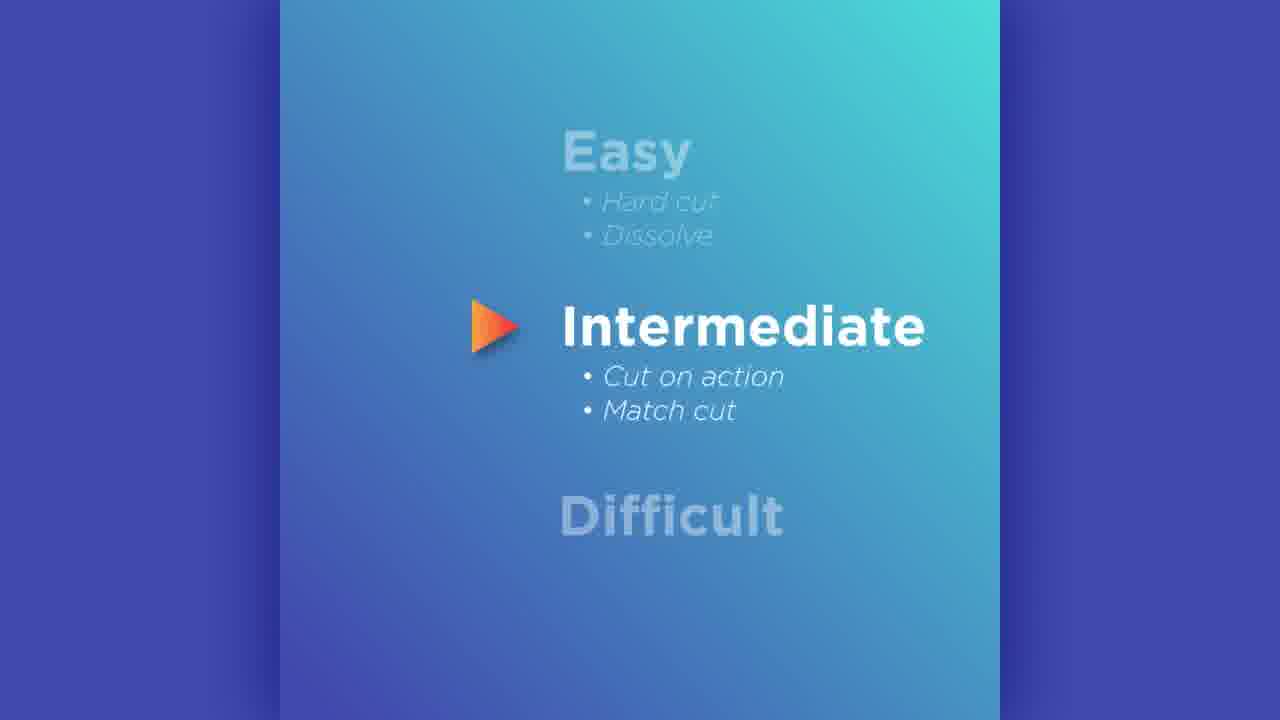 Easy
• Hard cut
• Dissolve
Intermediate
• Cut on action
• Match cut
Difficult